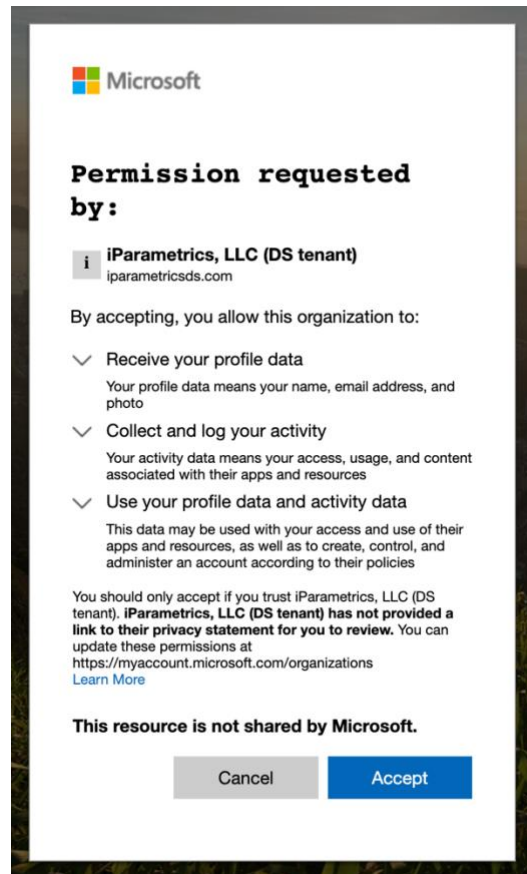 Microsoft
Permission requested
by:
i
iParametrics, LLC (DS tenant)
iparametricsds.com
By accepting, you allow this organization to:
Receive your profile data
Your profile data means your name, email address, and
photo
Collect and log your activity
Your activity data means your access, usage, and content
associated with their apps and resources
Use your profile data and activity data
This data may be used with your access and use of their
apps and resources, as well as to create, control, and
administer an account according to their policies
You should only accept if you trust iParametrics, LLC (DS
tenant). iParametrics, LLC (DS tenant) has not provided a
link to their privacy statement for you to review. You can
update these permissions at
https://myaccount.microsoft.com/organizations
Learn More
This resource is not shared by Microsoft.
Cancel
Accept